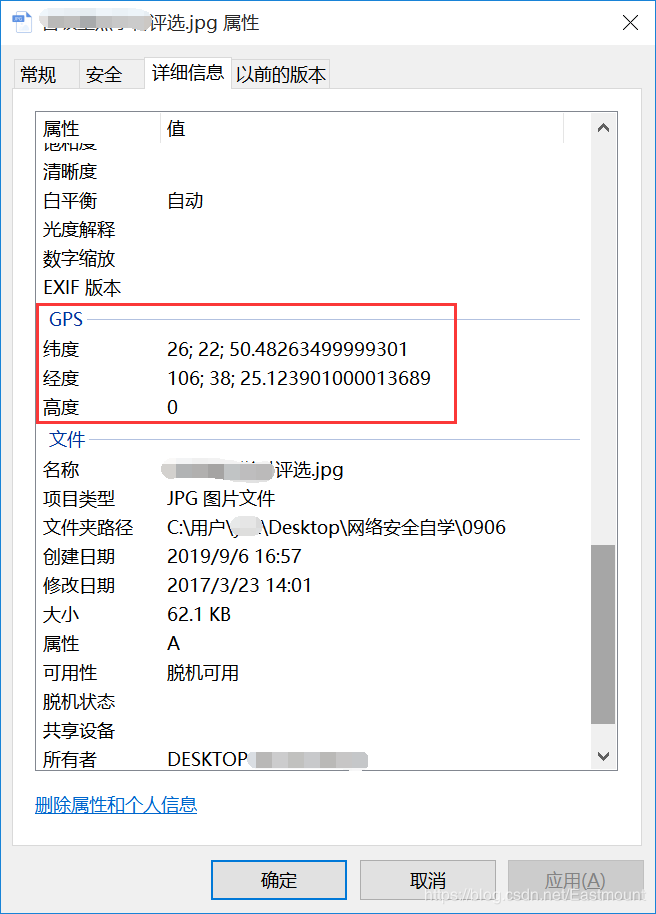 评选.jpg 属性
常规 安全 详细信息 以前的版本
属性 值
饱和度
清晰度
白平衡 自动
光度解释
数字缩放
EXIF 版本
GPS
纬度 26; 22; 50.48263499999301
经度 106; 38; 25.123901000013689
高度 0
文件
名称 评选.jpg
项目类型 JPG 图片文件
文件夹路径 C:\用户\ \Desktop\网络安全自学\0906
创建日期 2019/9/6 16:57
修改日期 2017/3/23 14:01
大小 62.1 KB
属性 A
可用性 脱机可用
脱机状态
共享设备
所有者 DESKTOP
删除属性和个人信息
确定 取消 应用(A)
https://blog.csdn.net/Eastmount